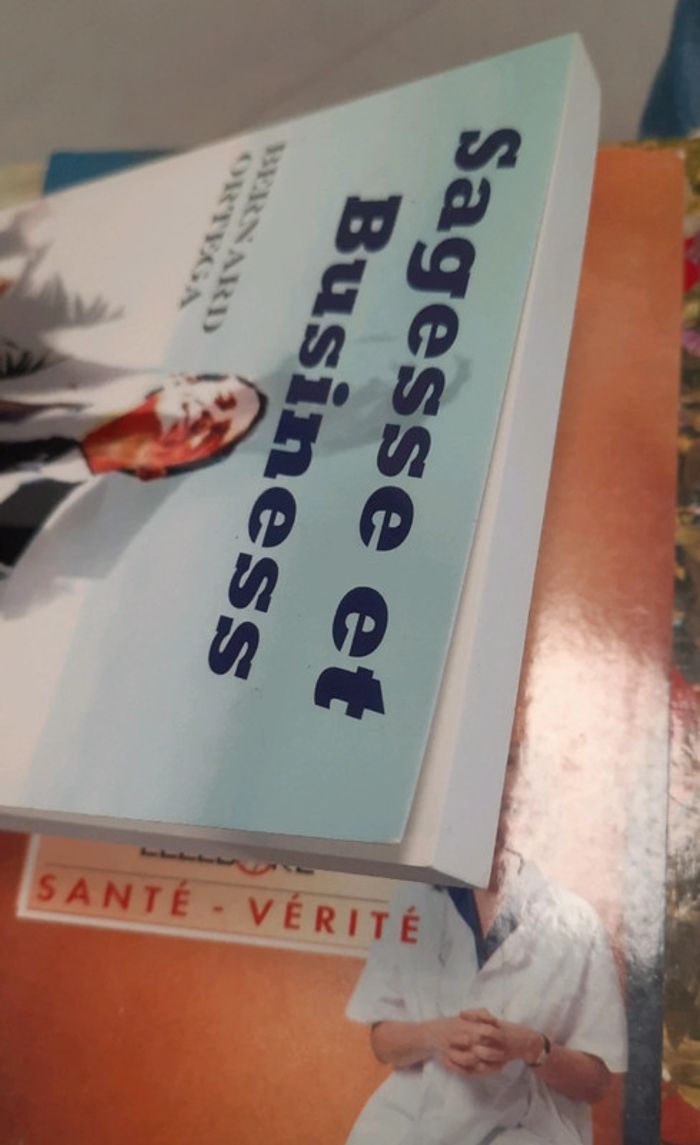 Sagesse et
Business
BERNARD
ORTEGA
SANTÉ - VÉRITÉ